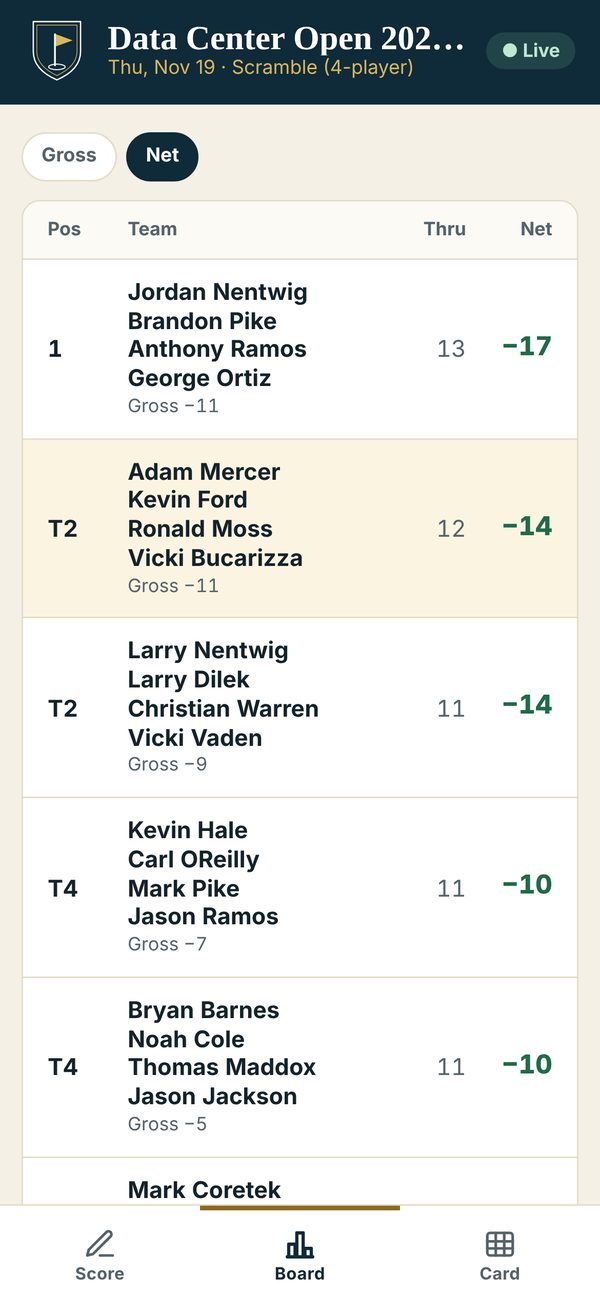 Data Center Open 202…
Live
Thu, Nov 19 · Scramble (4-player)
Gross Net
Pos Team Thru Net
1 Jordan Nentwig 13 −17
Brandon Pike
Anthony Ramos
George Ortiz
Gross −11
T2 Adam Mercer 12 −14
Kevin Ford
Ronald Moss
Vicki Bucarizza
Gross −11
T2 Larry Nentwig 11 −14
Larry Dilek
Christian Warren
Vicki Vaden
Gross −9
T4 Kevin Hale 11 −10
Carl OReilly
Mark Pike
Jason Ramos
Gross −7
T4 Bryan Barnes 11 −10
Noah Cole
Thomas Maddox
Jason Jackson
Gross −5
Mark Coretek
Score Board Card